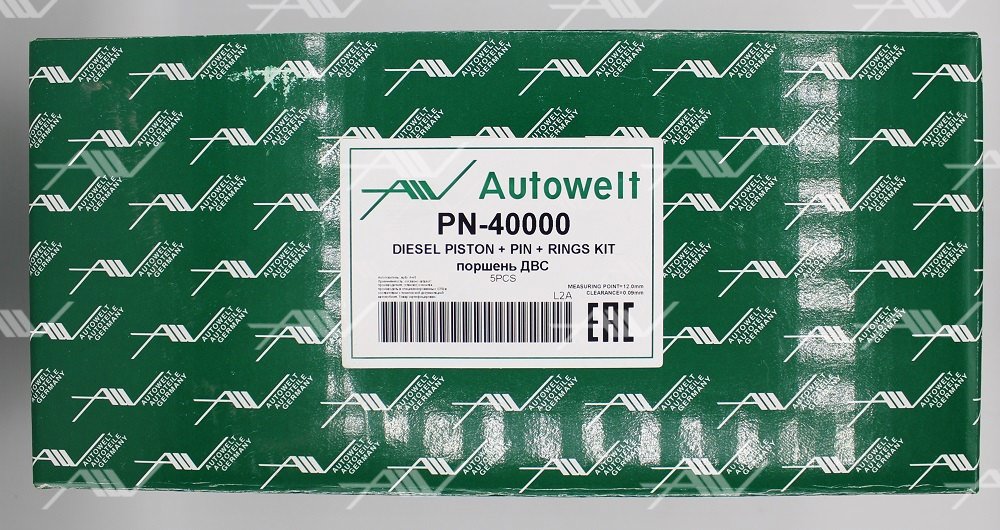 Autowelt
PN-40000
DIESEL PISTON + PIN + RINGS KIT
поршень ДВС
5PCS
MEASURING POINT=12.0mm
L2A CLEARANCE=0.09mm
EAC
AUTOWELT
AUTOTEILE
GERMANY